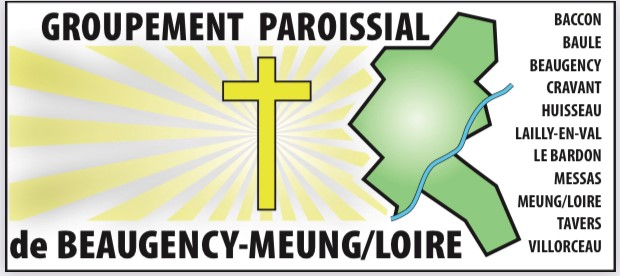 GROUPEMENT PAROISSIAL
de BEAUGENCY-MEUNG/LOIRE
BACCON
BAULE
BEAUGENCY
CRAVANT
HUISSEAU
LAILLY-EN-VAL
LE BARDON
MESSAS
MEUNG/LOIRE
TAVERS
VILLORCEAU